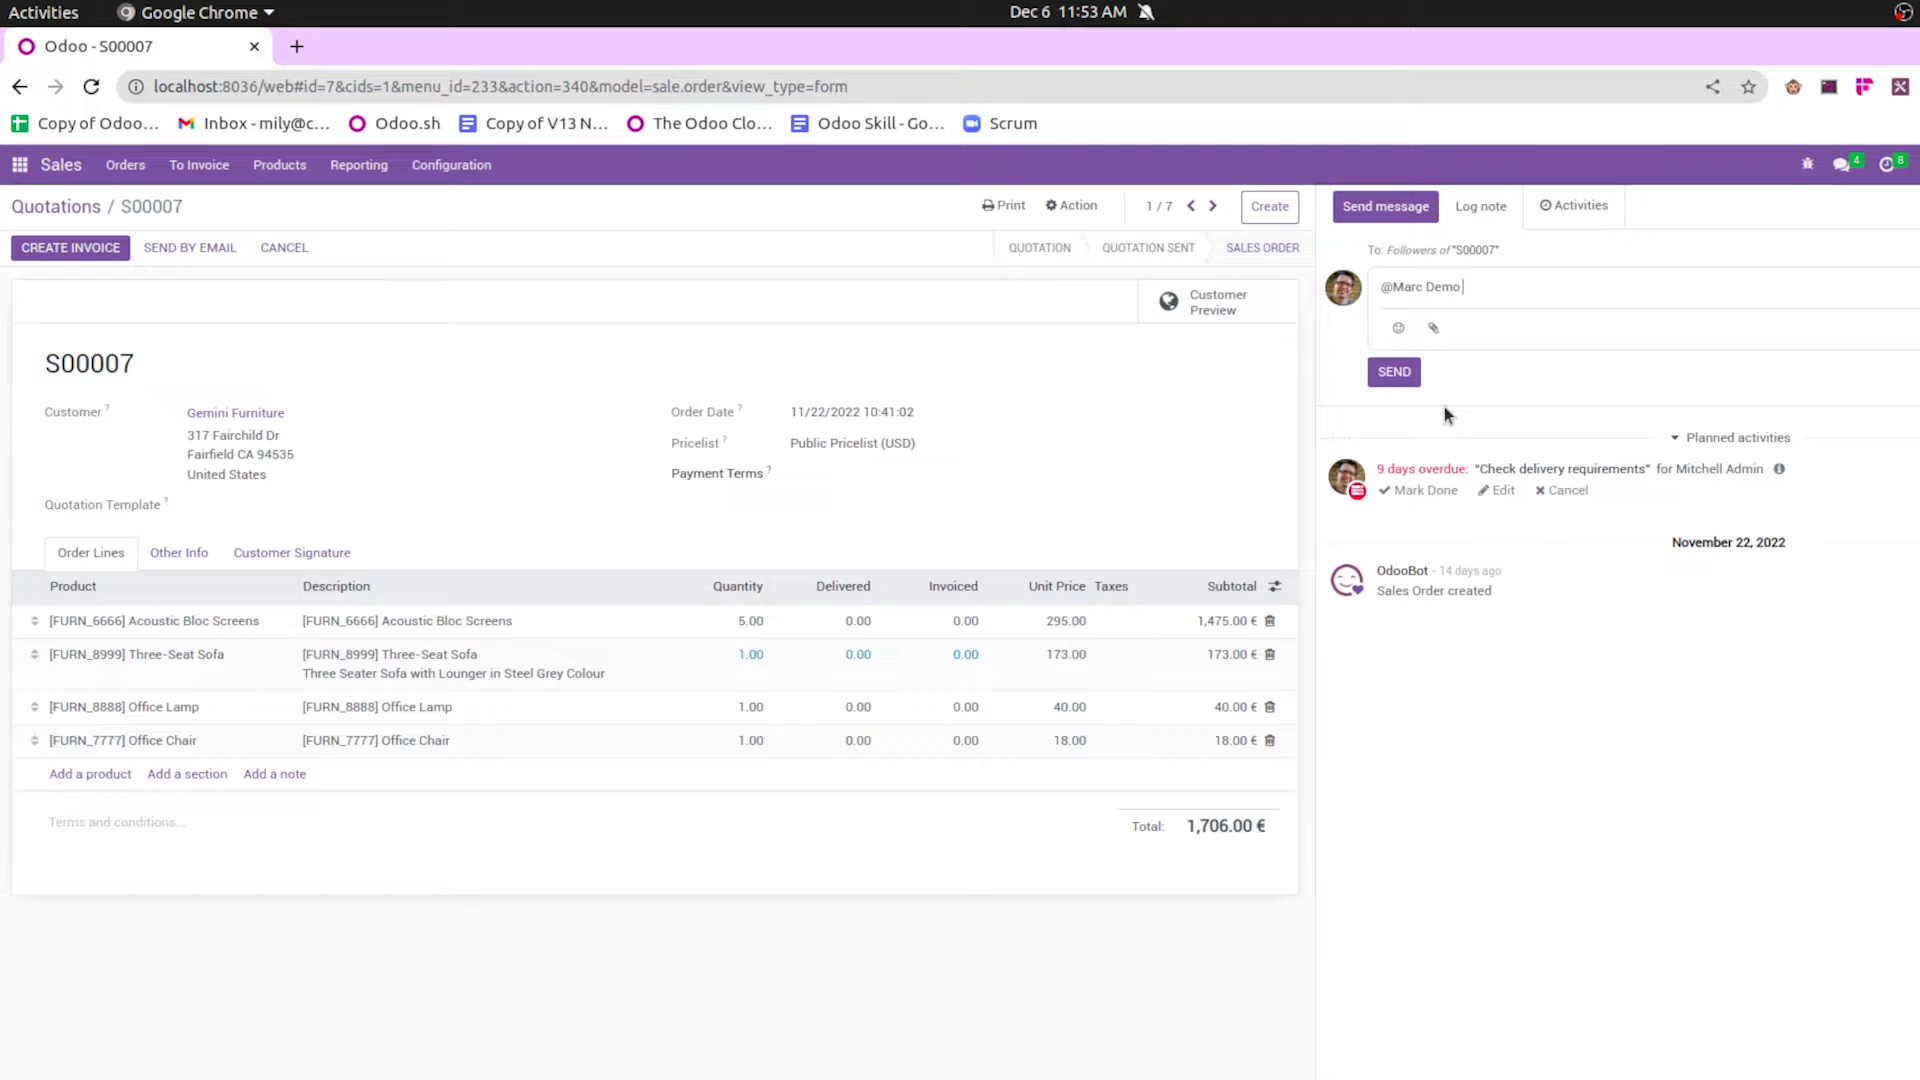 Activities
Google Chrome
Dec 6 11:53 AM
Odoo - S00007
localhost:8036/web#id=7&cids=1&menu_id=233&action=340&model=sale.order&view_type=form
Copy of Odoo...
Inbox - mily@c...
Odoo.sh
Copy of V13 N...
The Odoo Clo...
Odoo Skill - Go...
Scrum
Sales
Orders
To Invoice
Products
Reporting
Configuration
4
8
Quotations / S00007
Print
Action
1 / 7
Create
Send message
Log note
Activities
CREATE INVOICE
SEND BY EMAIL
CANCEL
QUOTATION
QUOTATION SENT
SALES ORDER
To: Followers of "S00007"
@Marc Demo
SEND
Customer
Preview
S00007
Customer ?
Gemini Furniture
317 Fairchild Dr
Fairfield CA 94535
United States
Quotation Template ?
Order Date ?
11/22/2022 10:41:02
Pricelist ?
Public Pricelist (USD)
Payment Terms ?
Planned activities
9 days overdue: "Check delivery requirements" for Mitchell Admin
Mark Done
Edit
Cancel
November 22, 2022
OdooBot - 14 days ago
Sales Order created
Order Lines
Other Info
Customer Signature
Product Description Quantity Delivered Invoiced Unit Price Taxes Subtotal
[FURN_6666] Acoustic Bloc Screens [FURN_6666] Acoustic Bloc Screens 5.00 0.00 0.00 295.00 1,475.00 €
[FURN_8999] Three-Seat Sofa [FURN_8999] Three-Seat Sofa 1.00 0.00 0.00 173.00 173.00 €
Three Seater Sofa with Lounger in Steel Grey Colour
[FURN_8888] Office Lamp [FURN_8888] Office Lamp 1.00 0.00 0.00 40.00 40.00 €
[FURN_7777] Office Chair [FURN_7777] Office Chair 1.00 0.00 0.00 18.00 18.00 €
Add a product Add a section Add a note
Terms and conditions...
Total: 1,706.00 €